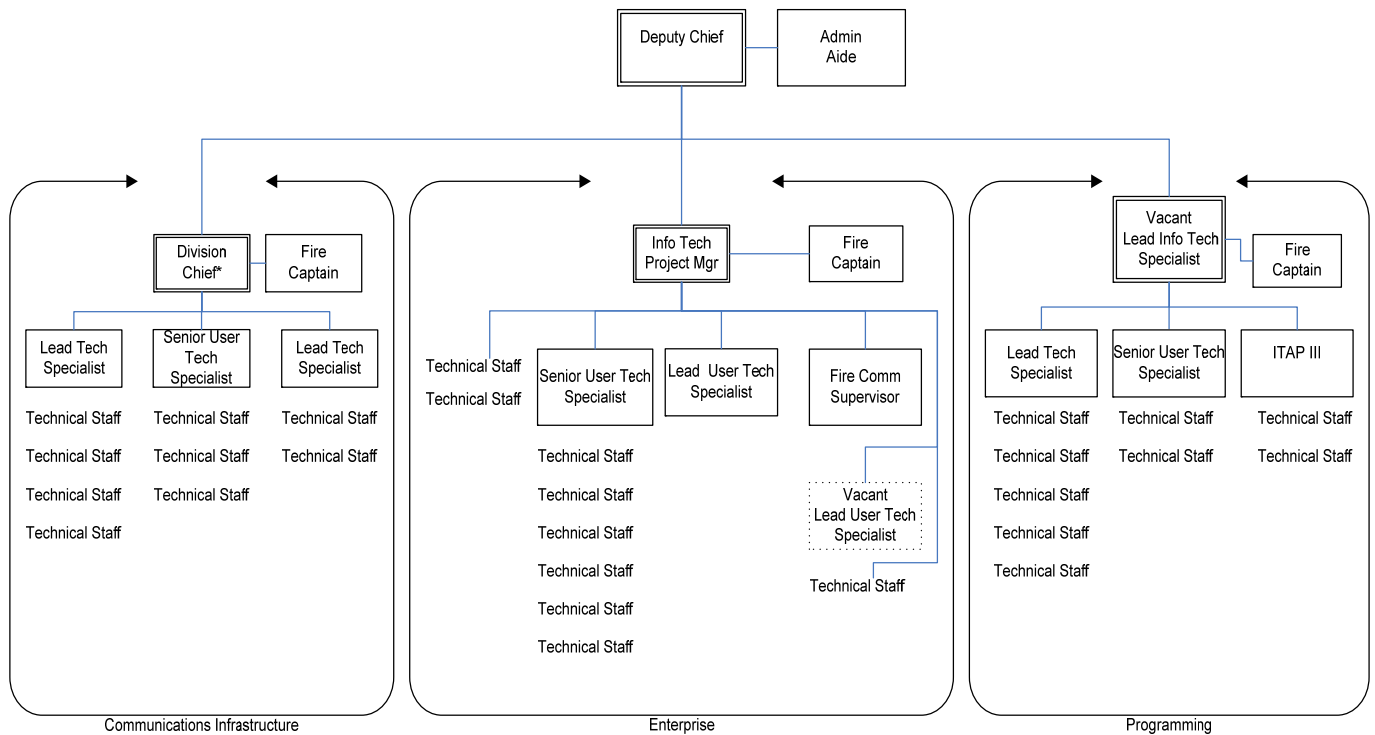 Deputy Chief
Admin
Aide
Division
Chief*
Fire
Captain
Lead Tech
Specialist
Senior User
Tech
Specialist
Lead Tech
Specialist
Technical Staff
Technical Staff
Technical Staff
Technical Staff
Technical Staff
Technical Staff
Technical Staff
Technical Staff
Technical Staff
Communications Infrastructure
Info Tech
Project Mgr
Fire
Captain
Technical Staff
Technical Staff
Senior User Tech
Specialist
Technical Staff
Technical Staff
Technical Staff
Technical Staff
Technical Staff
Technical Staff
Lead User Tech
Specialist
Fire Comm
Supervisor
Vacant
Lead User Tech
Specialist
Technical Staff
Enterprise
Vacant
Lead Info Tech
Specialist
Fire
Captain
Lead Tech
Specialist
Technical Staff
Technical Staff
Technical Staff
Technical Staff
Technical Staff
Senior User Tech
Specialist
Technical Staff
Technical Staff
ITAP III
Technical Staff
Technical Staff
Programming